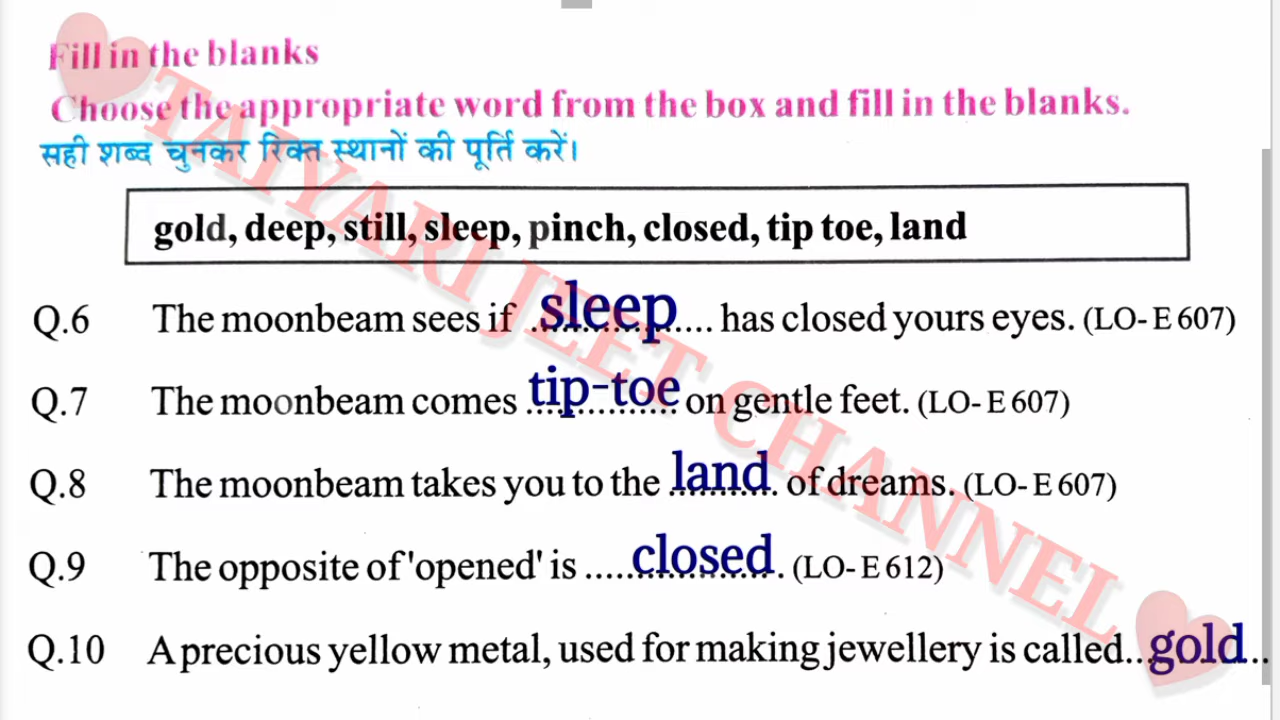 Fill in the blanks
Choose the appropriate word from the box and fill in the blanks.
सही शब्द चुनकर रिक्त स्थानों की पूर्ति करें।
gold, deep, still, sleep, pinch, closed, tip toe, land
Q.6 The moonbeam sees if ..sleep.... has closed yours eyes. (LO- E 607)
Q.7 The moonbeam comes tip-toe on gentle feet. (LO- E 607)
Q.8 The moonbeam takes you to the land. of dreams. (LO- E 607)
Q.9 The opposite of 'opened' is .....closed. (LO- E 612)
Q.10 A precious yellow metal, used for making jewellery is called..gold..
TAIYARI JEET CHANNEL